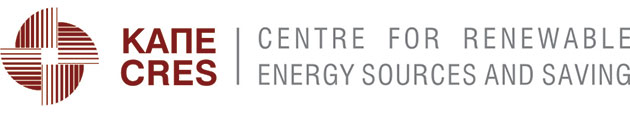 ΚΑΠΕ
CRES
CENTRE FOR RENEWABLE
ENERGY SOURCES AND SAVING